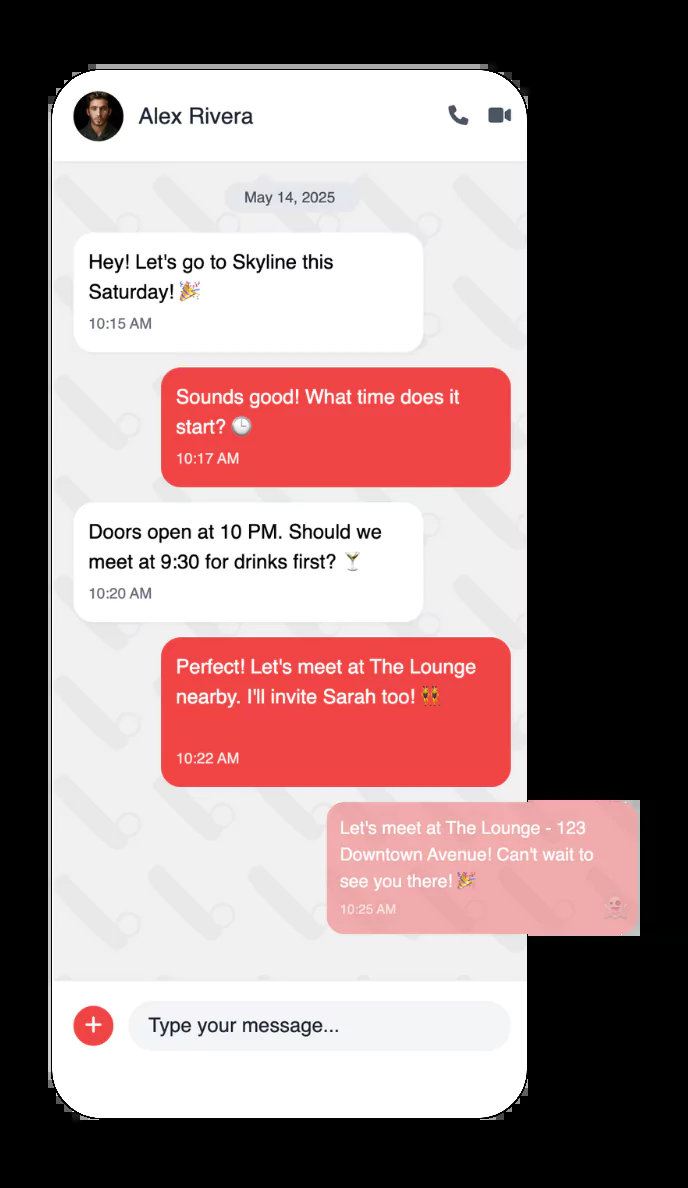 Alex Rivera
May 14, 2025
Hey! Let's go to Skyline this
Saturday! 🎉
10:15 AM
Sounds good! What time does it
start? 🕒
10:17 AM
Doors open at 10 PM. Should we
meet at 9:30 for drinks first? 🍸
10:20 AM
Perfect! Let's meet at The Lounge
nearby. I'll invite Sarah too! 👯
10:22 AM
Let's meet at The Lounge - 123
Downtown Avenue! Can't wait to
see you there! 🎉
10:25 AM
Type your message...